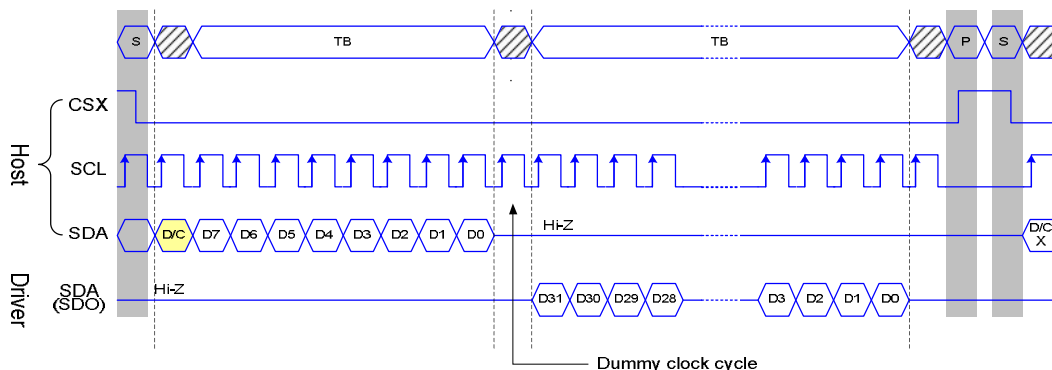 S TB TB P S
CSX
Host
SCL
SDA D/C D7 D6 D5 D4 D3 D2 D1 D0 Hi-Z D/C
X
Driver
SDA
(SDO)
Hi-Z D31 D30 D29 D28 D3 D2 D1 D0
Dummy clock cycle